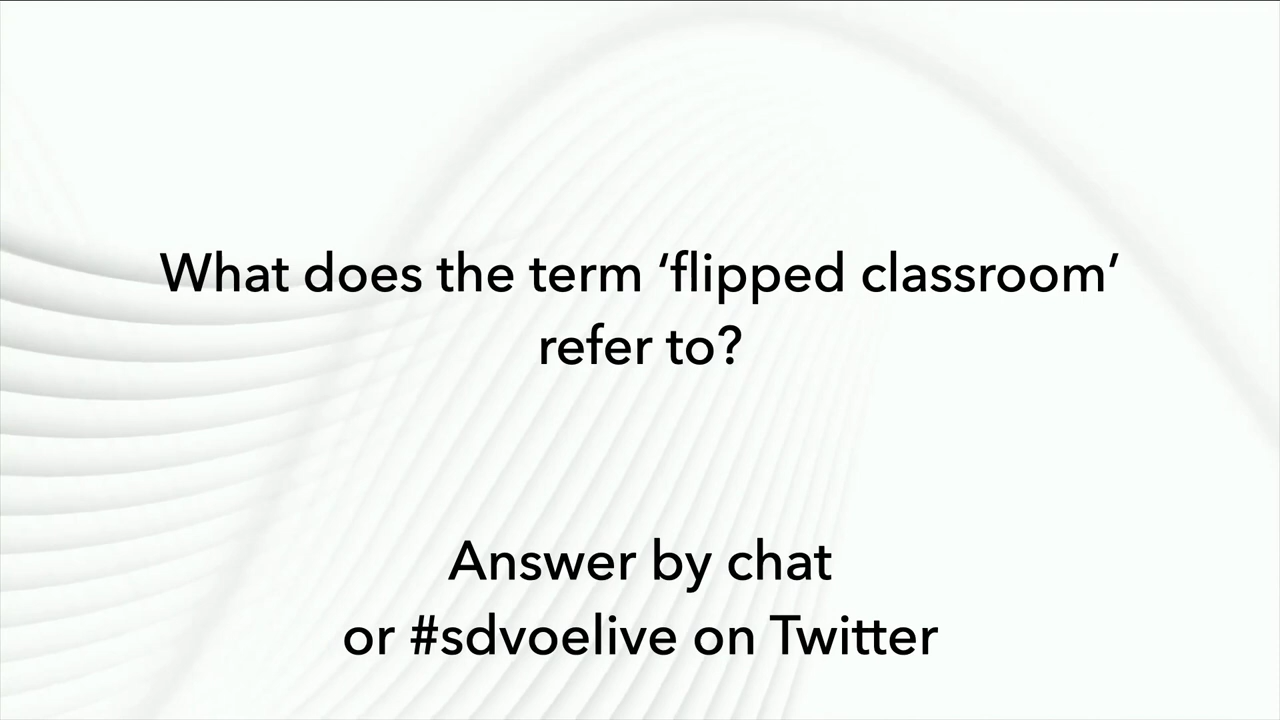 What does the term ‘flipped classroom’
refer to?
Answer by chat
or #sdvoelive on Twitter